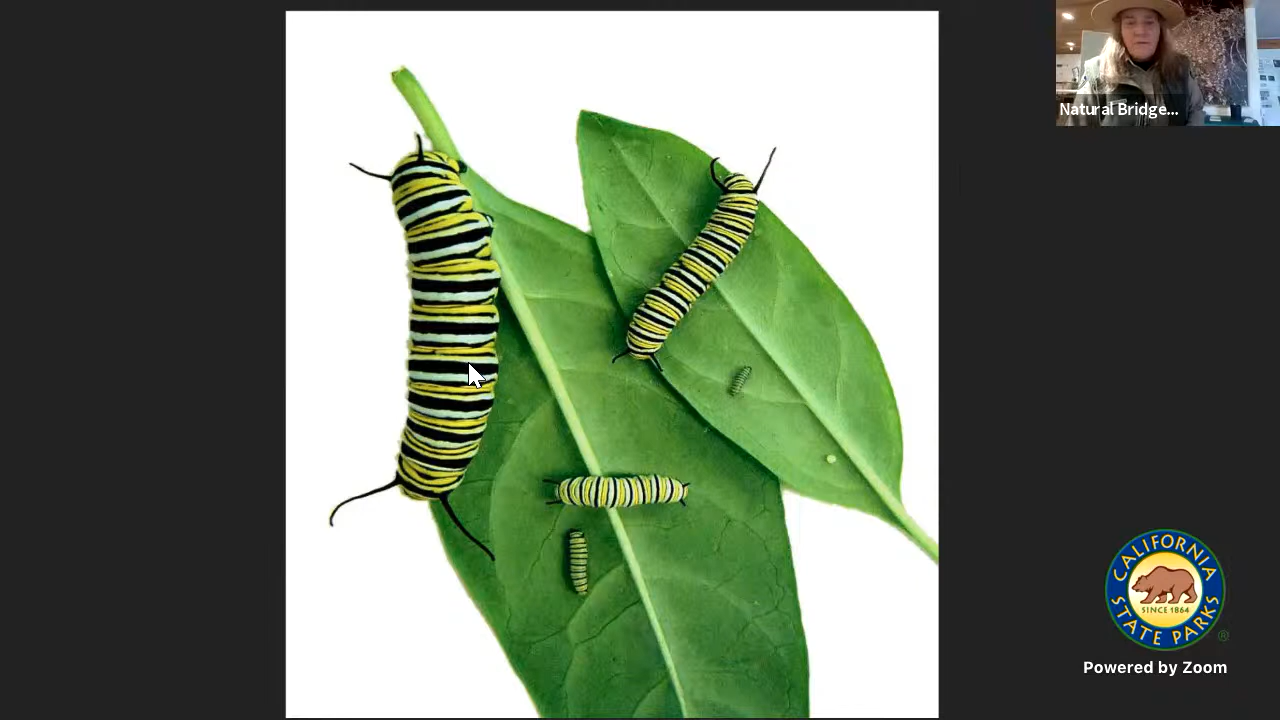 Natural Bridge...
CALIFORNIA
SINCE 1864
STATE PARKS
®
Powered by Zoom